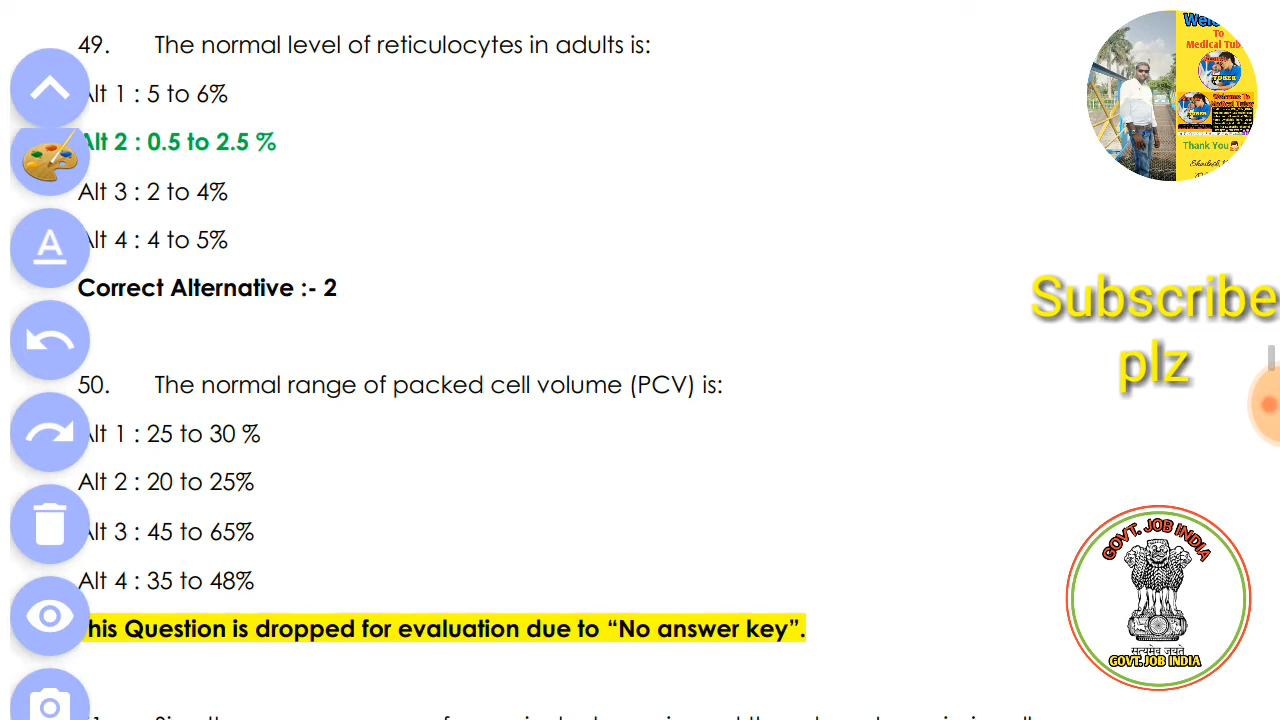 49. The normal level of reticulocytes in adults is:
Alt 1 : 5 to 6%
Alt 2 : 0.5 to 2.5 %
Alt 3 : 2 to 4%
Alt 4 : 4 to 5%
Correct Alternative :- 2
50. The normal range of packed cell volume (PCV) is:
Alt 1 : 25 to 30 %
Alt 2 : 20 to 25%
Alt 3 : 45 to 65%
Alt 4 : 35 to 48%
his Question is dropped for evaluation due to “No answer key”.
A
To
Medical Tub
Thank You
Subscribe
plz
GOVT. JOB INDIA
सत्यमेव जयते
GOVT. JOB INDIA